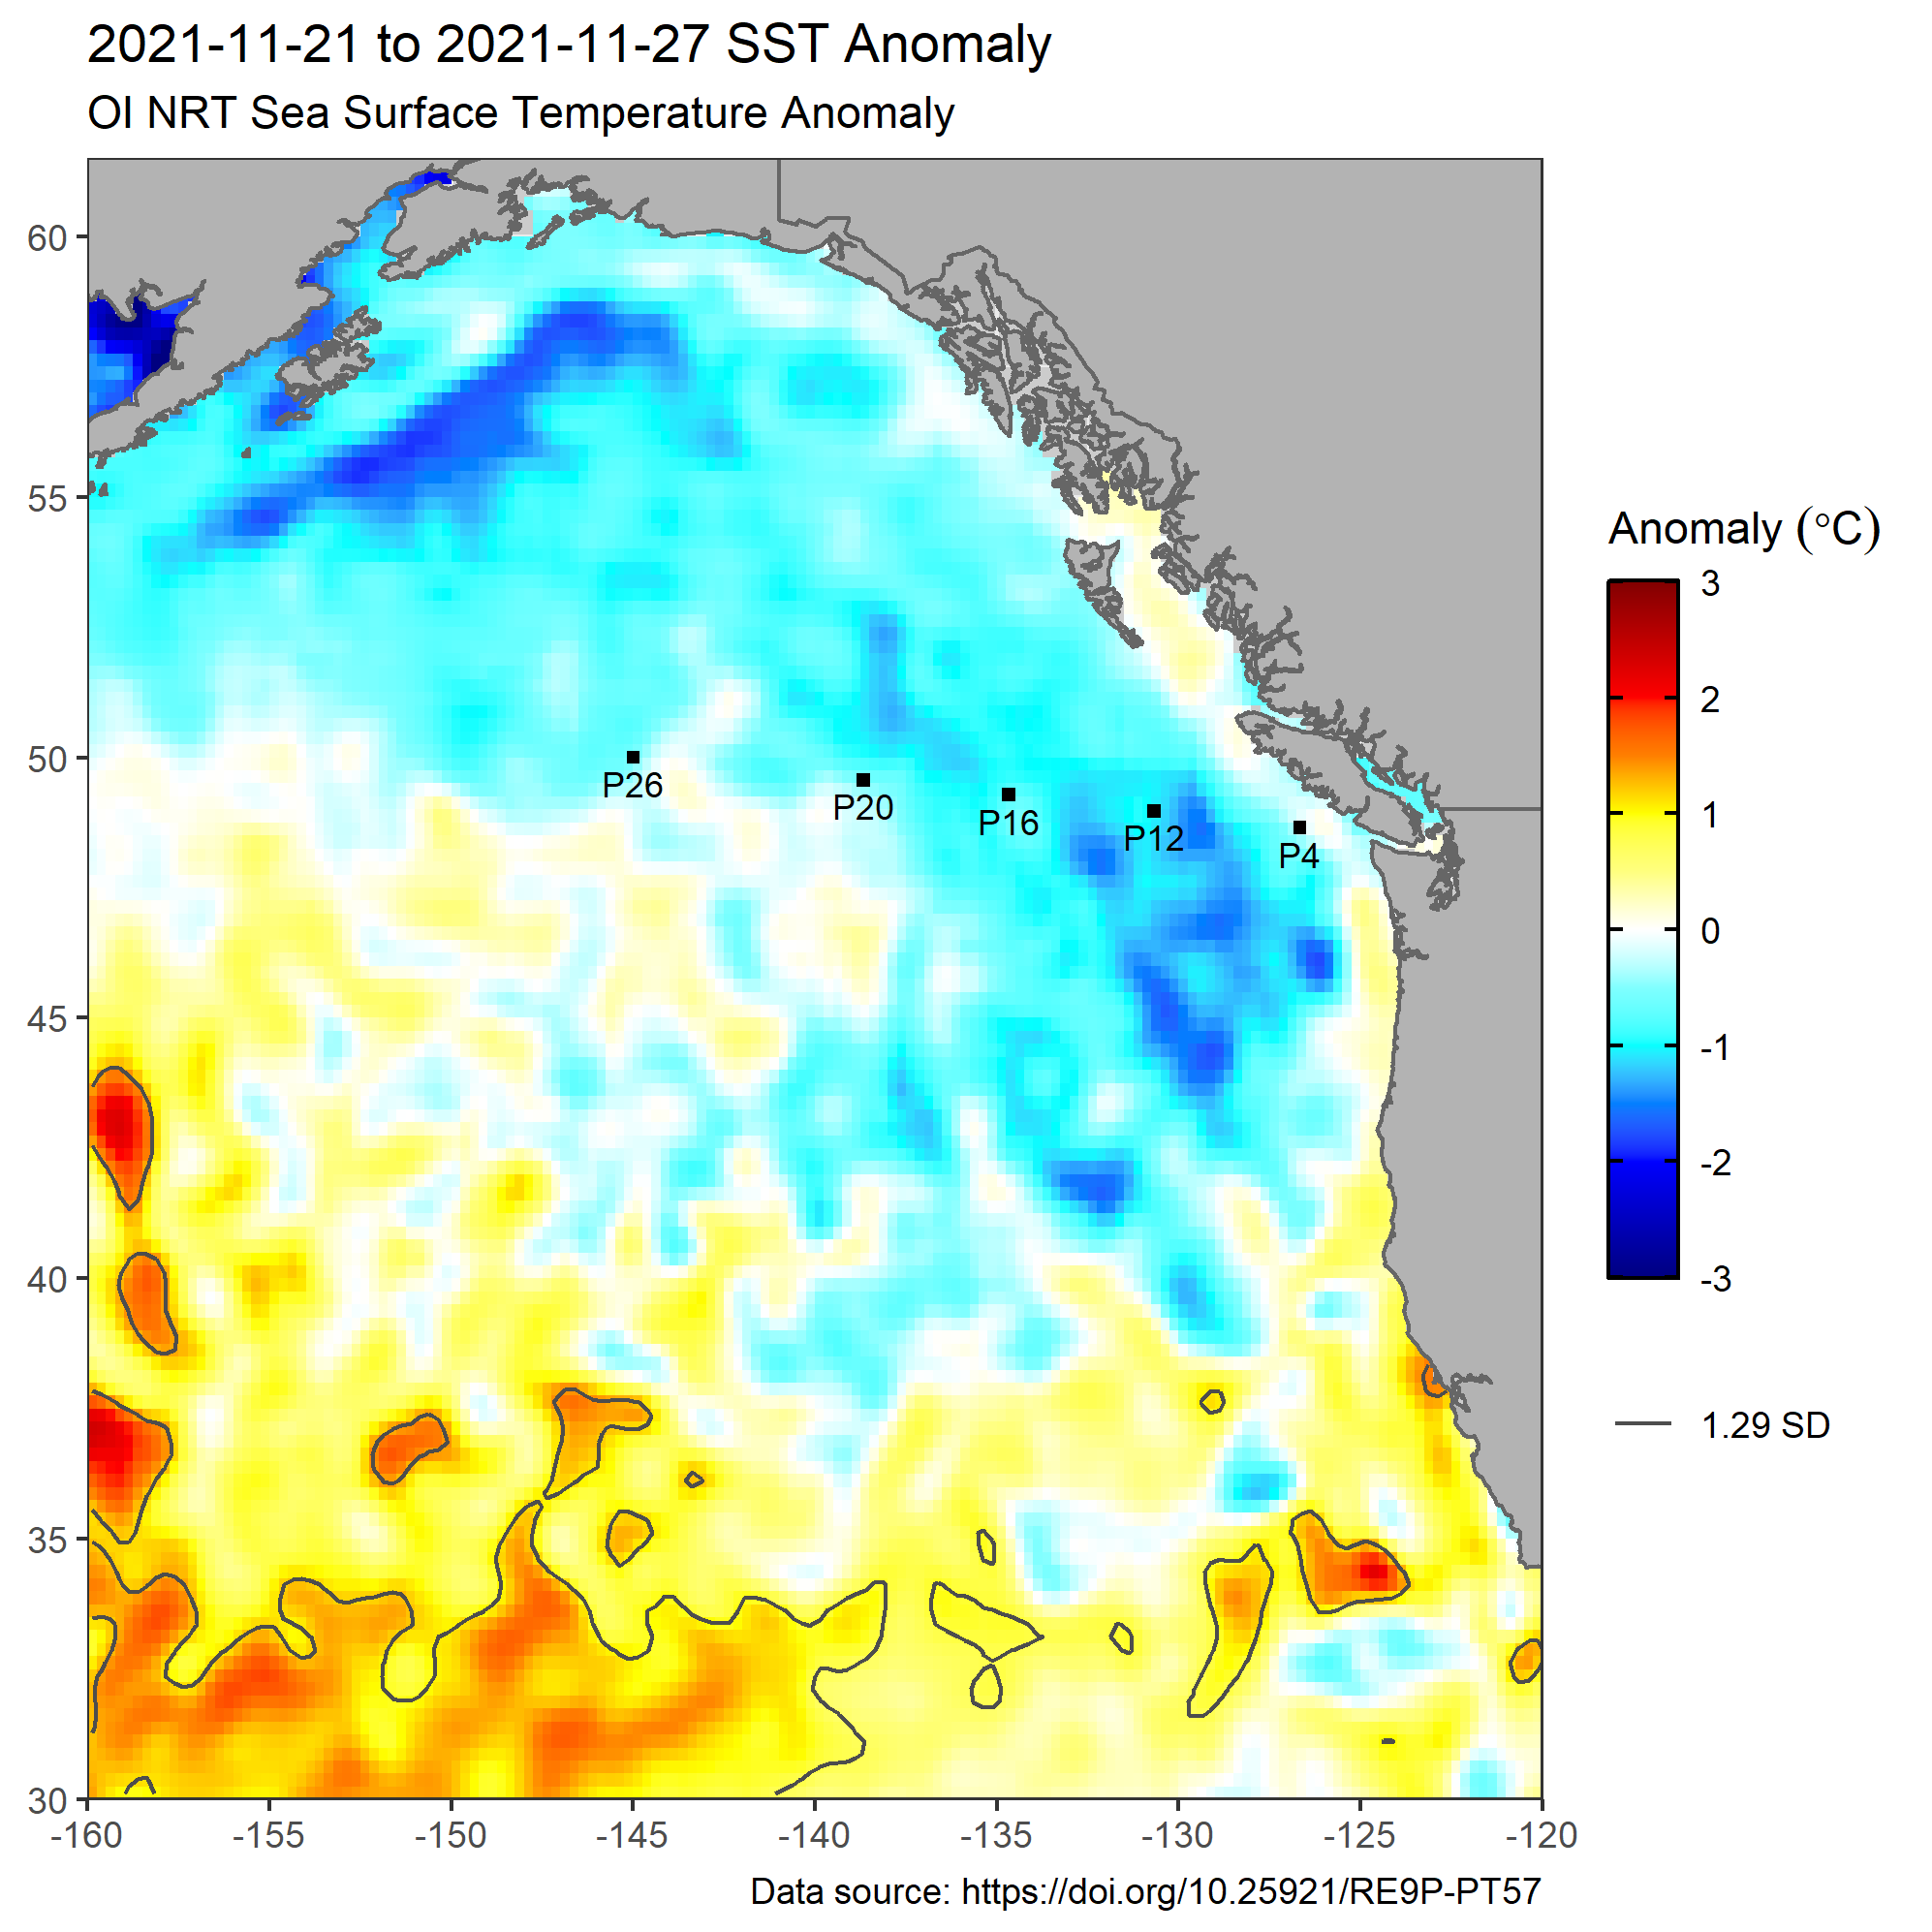 2021-11-21 to 2021-11-27 SST Anomaly
OI NRT Sea Surface Temperature Anomaly
60
55
50
45
40
35
30
-160
-155
-150
-145
-140
-135
-130
-125
-120
P26
P20
P16
P12
P4
Anomaly (°C)
3
2
1
0
-1
-2
-3
1.29 SD
Data source: https://doi.org/10.25921/RE9P-PT57